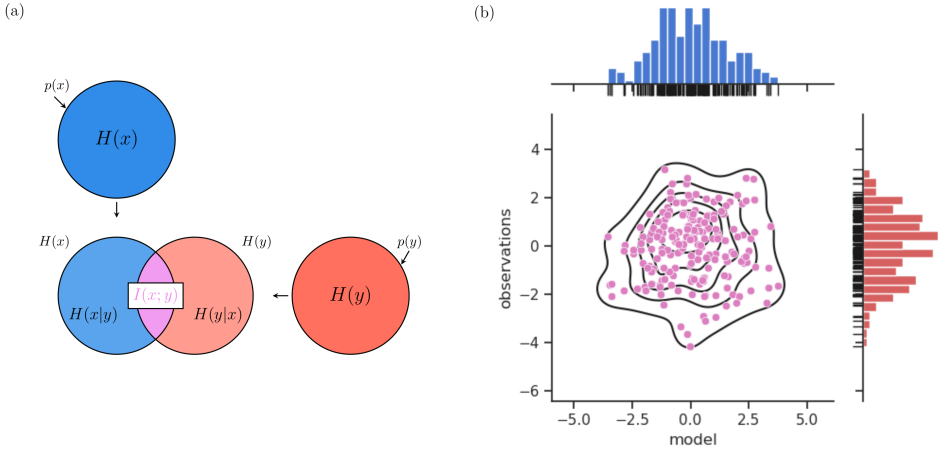 (a)
p(x)
H(x)
H(x)
H(y)
p(y)
I(x; y)
H(x|y)
H(y|x)
H(y)
(b)
4
2
0
−2
−4
−6
observations
−5.0 −2.5 0.0 2.5 5.0
model